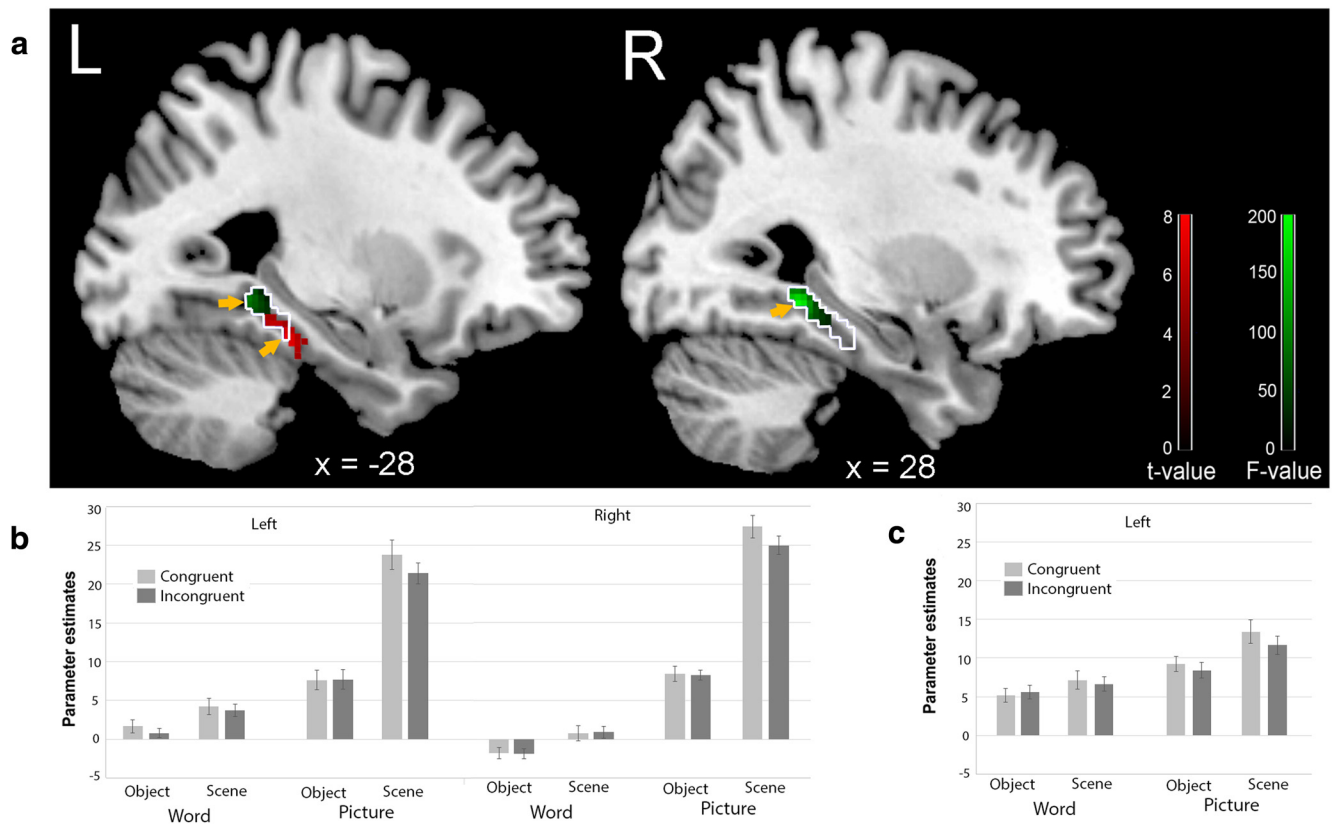 a
L
R
8
6
4
2
0
t-value
200
150
100
50
0
F-value
x = -28
x = 28
b
Parameter estimates
30
25
20
15
10
5
0
-5
Left
Right
Congruent
Incongruent
Object Scene Object Scene Object Scene Object Scene
Word Picture Word Picture
c
Parameter estimates
30
25
20
15
10
5
0
-5
Left
Congruent
Incongruent
Object Scene Object Scene
Word Picture